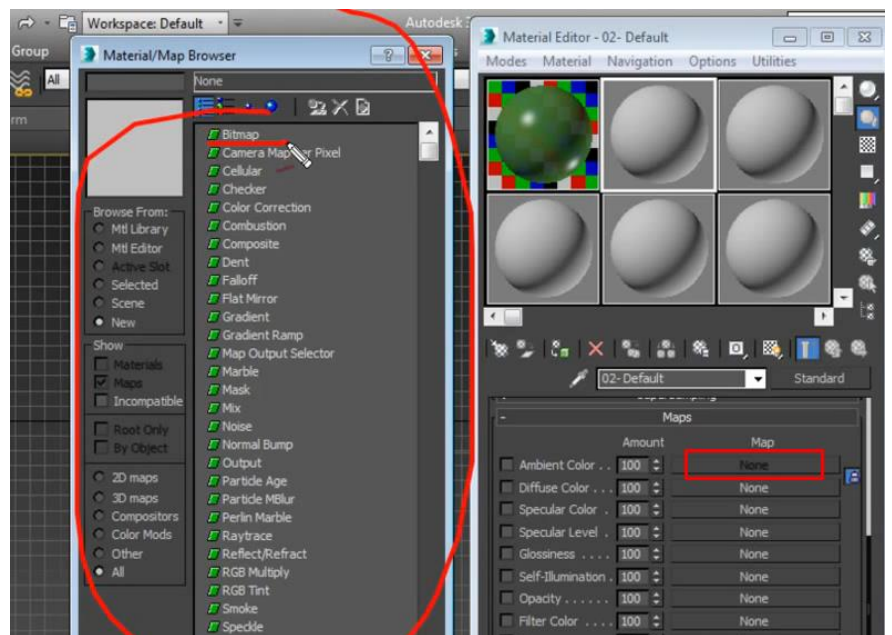 Workspace: Default
Autodesk 3
Group
All
rm
Material/Map Browser
None
Bitmap
Camera Map Per Pixel
Cellular
Checker
Color Correction
Combustion
Composite
Dent
Falloff
Flat Mirror
Gradient
Gradient Ramp
Map Output Selector
Marble
Mask
Mix
Noise
Normal Bump
Output
Particle Age
Particle MBlur
Perlin Marble
Raytrace
Reflect/Refract
RGB Multiply
RGB Tint
Smoke
Speckle
Browse From:
Mtl Library
Mtl Editor
Active Slot
Selected
Scene
New
Show
Materials
Maps
Incompatible
Root Only
By Object
2D maps
3D maps
Compositors
Color Mods
Other
All
Material Editor - 02- Default
Modes Material Navigation Options Utilities
02- Default Standard
- Maps
Amount Map
Ambient Color . . 100 None
Diffuse Color . . . 100 None
Specular Color . 100 None
Specular Level . 100 None
Glossiness . . . . 100 None
Self-Illumination . 100 None
Opacity . . . . . . 100 None
Filter Color . . . . 100 None